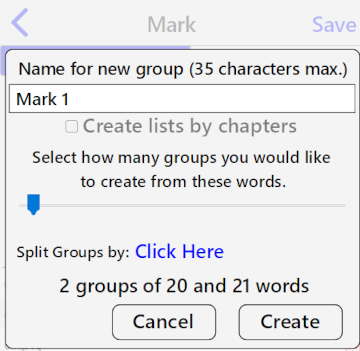 Mark
Save
Name for new group (35 characters max.)
Mark 1
Create lists by chapters
Select how many groups you would like
to create from these words.
Split Groups by: Click Here
2 groups of 20 and 21 words
Cancel
Create